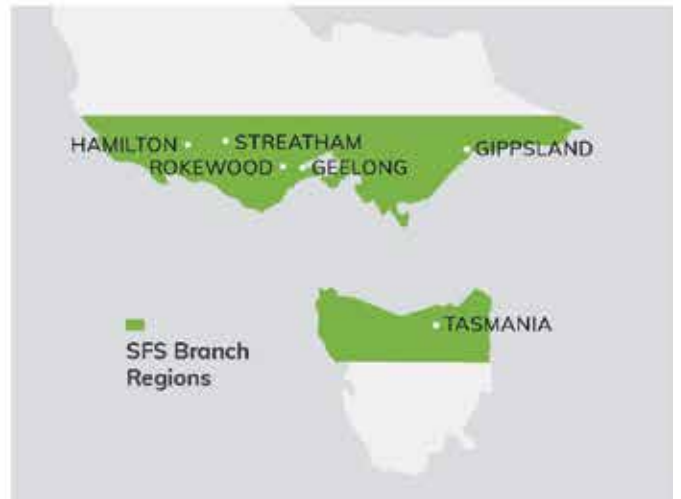 HAMILTON
STREATHAM
ROKEWOOD
GEELONG
GIPPSLAND
TASMANIA
SFS Branch
Regions